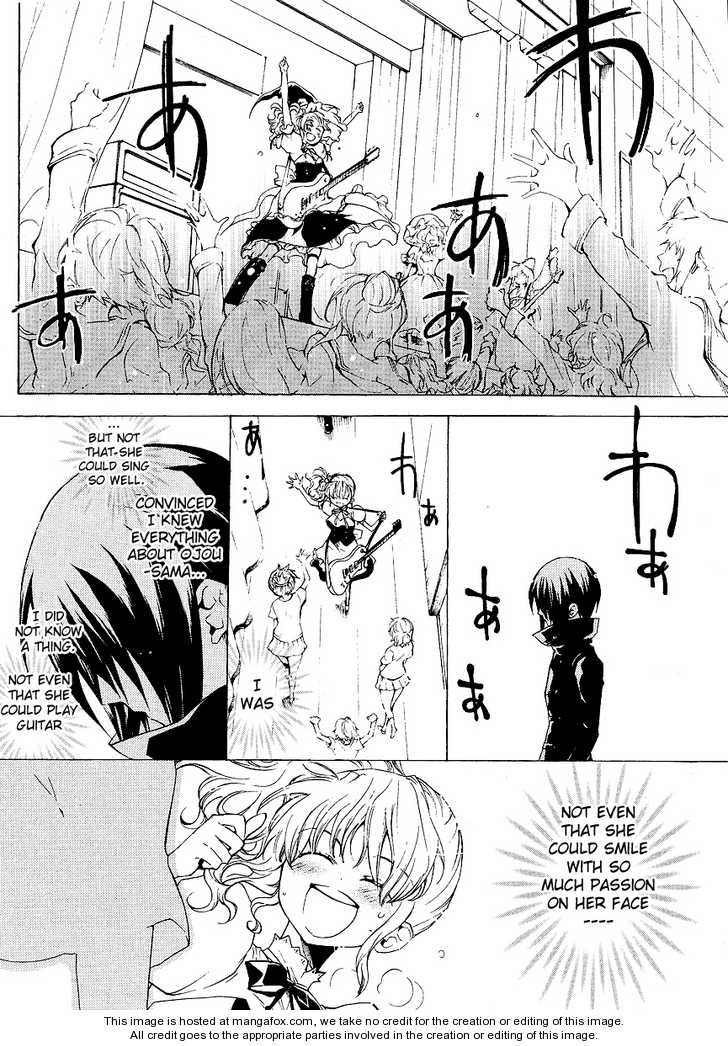 わ
あ
あ
あ
わ
あ
あ
あ
わ
あ
あ
I
WAS
CONVINCED
I KNEW
EVERYTHING
ABOUT OJOU
-SAMA...
...
BUT NOT
THAT SHE
COULD SING
SO WELL.
I DID
NOT KNOW
A THING.
NOT EVEN
THAT SHE
COULD PLAY
GUITAR
NOT EVEN
THAT SHE
COULD SMILE
WITH SO
MUCH PASSION
ON HER FACE
----
This image is hosted at mangafox.com, we take no credit for the creation or editing of this image.
All credit goes to the appropriate parties involved in the creation or editing of this image.